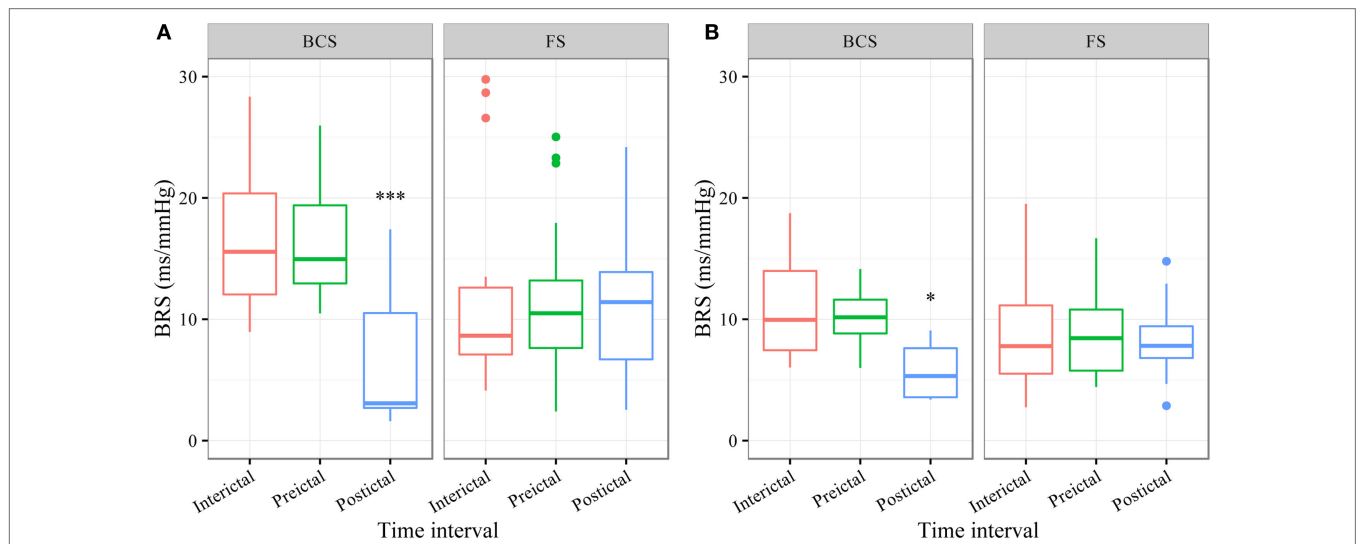 A
BCS
FS
BRS (ms/mmHg)
30
20
10
0
***
Interictal
Preictal
Postictal
Interictal
Preictal
Postictal
Time interval
B
BCS
FS
BRS (ms/mmHg)
30
20
10
0
*
Interictal
Preictal
Postictal
Interictal
Preictal
Postictal
Time interval